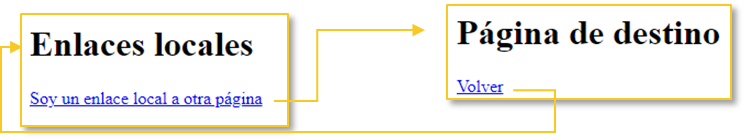 Enlaces locales
Soy un enlace local a otra página
Página de destino
Volver